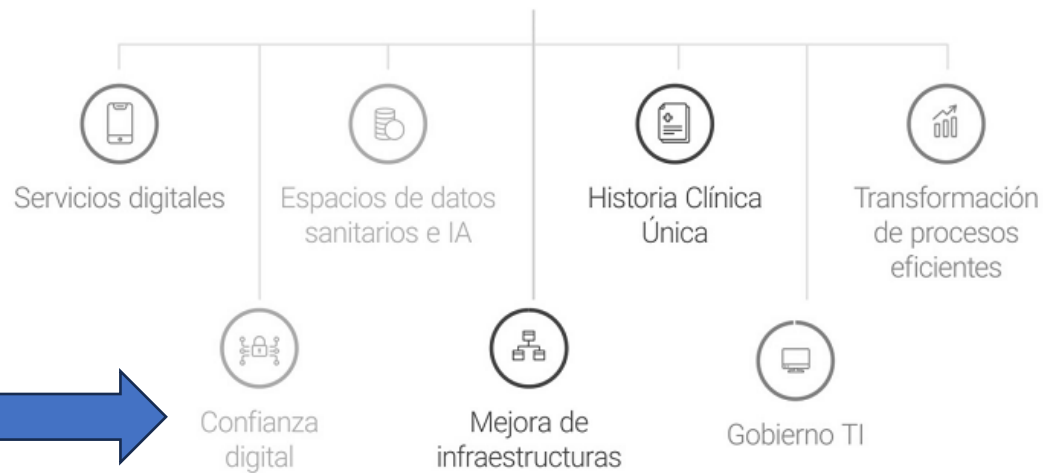 Servicios digitales
Espacios de datos
sanitarios e IA
Historia Clínica
Única
Transformación
de procesos
eficientes
Confianza
digital
Mejora de
infraestructuras
Gobierno TI